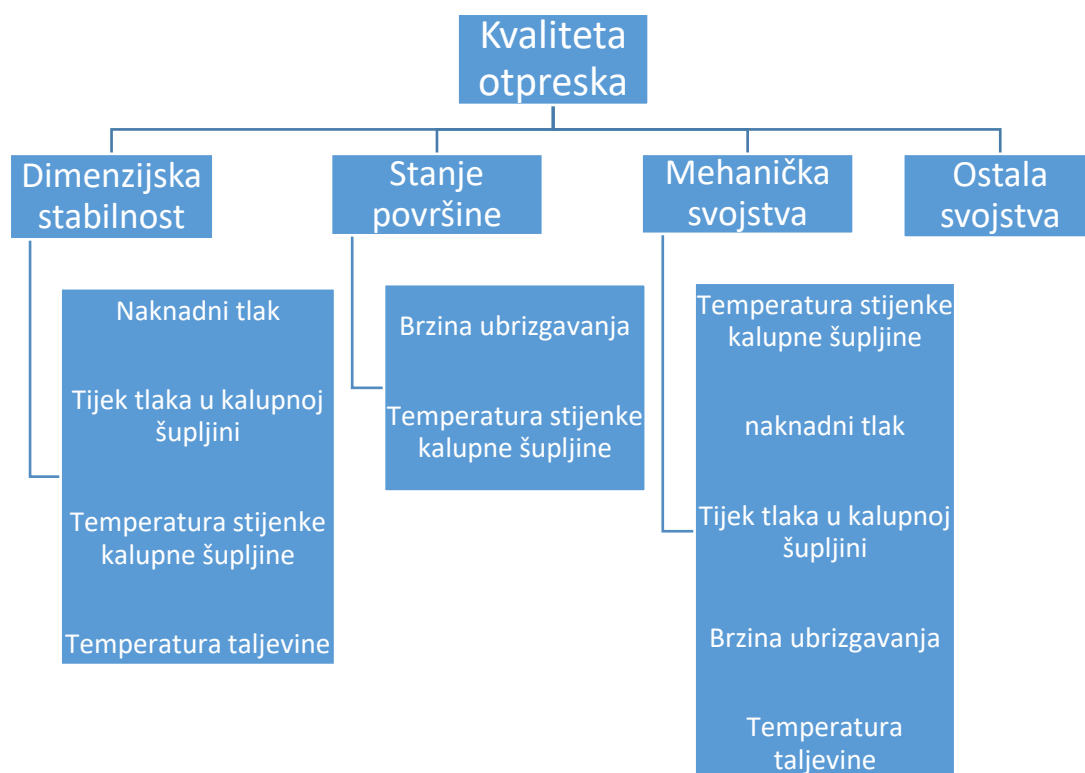 Kvaliteta
otpreska
Dimenzijska
stabilnost
Stanje
površine
Mehanička
svojstva
Ostala
svojstva
Naknadni tlak
Tijek tlaka u kalupnoj
šupljini
Temperatura stijenke
kalupne šupljine
Temperatura taljevine
Brzina ubrizgavanja
Temperatura stijenke
kalupne šupljine
Temperatura stijenke
kalupne šupljine
naknadni tlak
Tijek tlaka u kalupnoj
šupljini
Brzina ubrizgavanja
Temperatura
taljevine